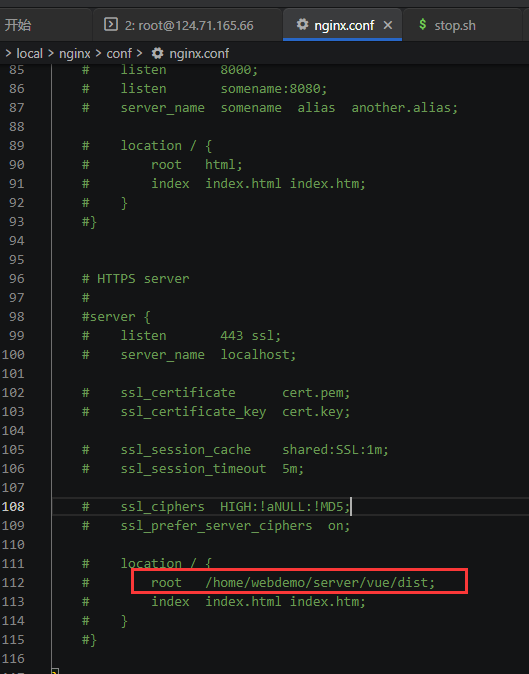 开始
2: root@124.71.165.66
nginx.conf
stop.sh
> local > nginx > conf > nginx.conf
85 # listen 8000;
86 # listen somename:8080;
87 # server_name somename alias another.alias;
88
89 # location / {
90 # root html;
91 # index index.html index.htm;
92 # }
93 #}
94
95
96 # HTTPS server
97 #
98 #server {
99 # listen 443 ssl;
100 # server_name localhost;
101
102 # ssl_certificate cert.pem;
103 # ssl_certificate_key cert.key;
104
105 # ssl_session_cache shared:SSL:1m;
106 # ssl_session_timeout 5m;
107
108 # ssl_ciphers HIGH:!aNULL:!MD5;
109 # ssl_prefer_server_ciphers on;
110
111 # location / {
112 # root /home/webdemo/server/vue/dist;
113 # index index.html index.htm;
114 # }
115 #}
116